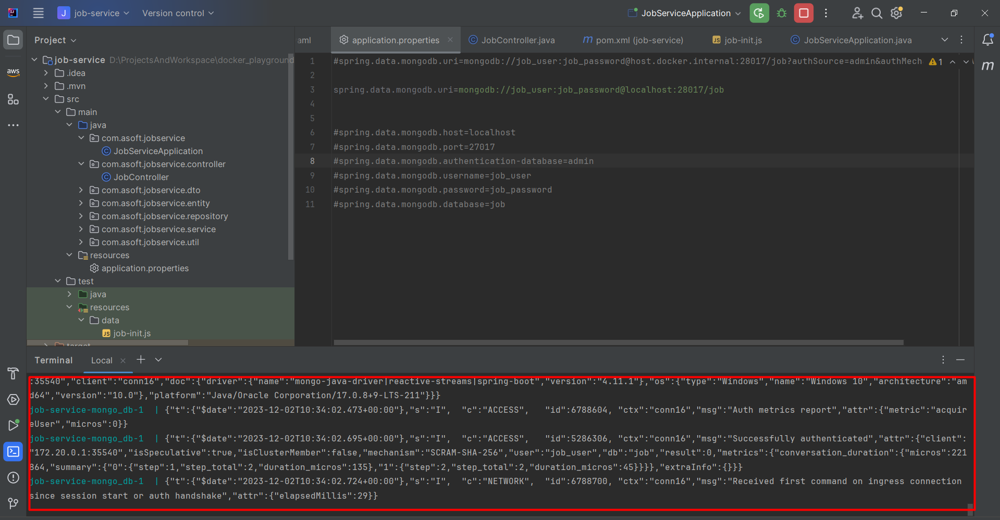 J job-service Version control JobServiceApplication
Project
aml application.properties JobController.java m pom.xml (job-service) JS job-init.js JobServiceApplication.java
aws
m
job-service D:\ProjectsAndWorkspace\docker_playground
.idea
.mvn
src
main
java
com.asoft.jobservice
JobServiceApplication
com.asoft.jobservice.controller
JobController
com.asoft.jobservice.dto
com.asoft.jobservice.entity
com.asoft.jobservice.repository
com.asoft.jobservice.service
com.asoft.jobservice.util
resources
application.properties
test
java
resources
data
JS job-init.js
target
1 #spring.data.mongodb.uri=mongodb://job_user:job_password@host.docker.internal:28017/job?authSource=admin&authMech 1
2
3 spring.data.mongodb.uri=mongodb://job_user:job_password@localhost:28017/job
4
5
6 #spring.data.mongodb.host=localhost
7 #spring.data.mongodb.port=27017
8 #spring.data.mongodb.authentication-database=admin
9 #spring.data.mongodb.username=job_user
10 #spring.data.mongodb.password=job_password
11 #spring.data.mongodb.database=job
Terminal Local
:35540","client":"conn16","doc":{"driver":{"name":"mongo-java-driver|reactive-streams|spring-boot","version":"4.11.1"},"os":{"type":"Windows","name":"Windows 10","architecture":"am
d64","version":"10.0"},"platform":"Java/Oracle Corporation/17.0.8+9-LTS-211"}}}
job-service-mongo_db-1 | {"t":{"$date":"2023-12-02T10:34:02.473+00:00"},"s":"I", "c":"ACCESS", "id":6788604, "ctx":"conn16","msg":"Auth metrics report","attr":{"metric":"acquir
eUser","micros":0}}
job-service-mongo_db-1 | {"t":{"$date":"2023-12-02T10:34:02.695+00:00"},"s":"I", "c":"ACCESS", "id":5286306, "ctx":"conn16","msg":"Successfully authenticated","attr":{"client":
"172.20.0.1:35540","isSpeculative":true,"isClusterMember":false,"mechanism":"SCRAM-SHA-256","user":"job_user","db":"job","result":0,"metrics":{"conversation_duration":{"micros":221
864,"summary":{"0":{"step":1,"step_total":2,"duration_micros":135},"1":{"step":2,"step_total":2,"duration_micros":45}}}},"extraInfo":{}}}
job-service-mongo_db-1 | {"t":{"$date":"2023-12-02T10:34:02.724+00:00"},"s":"I", "c":"NETWORK", "id":6788700, "ctx":"conn16","msg":"Received first command on ingress connection
since session start or auth handshake","attr":{"elapsedMillis":29}}